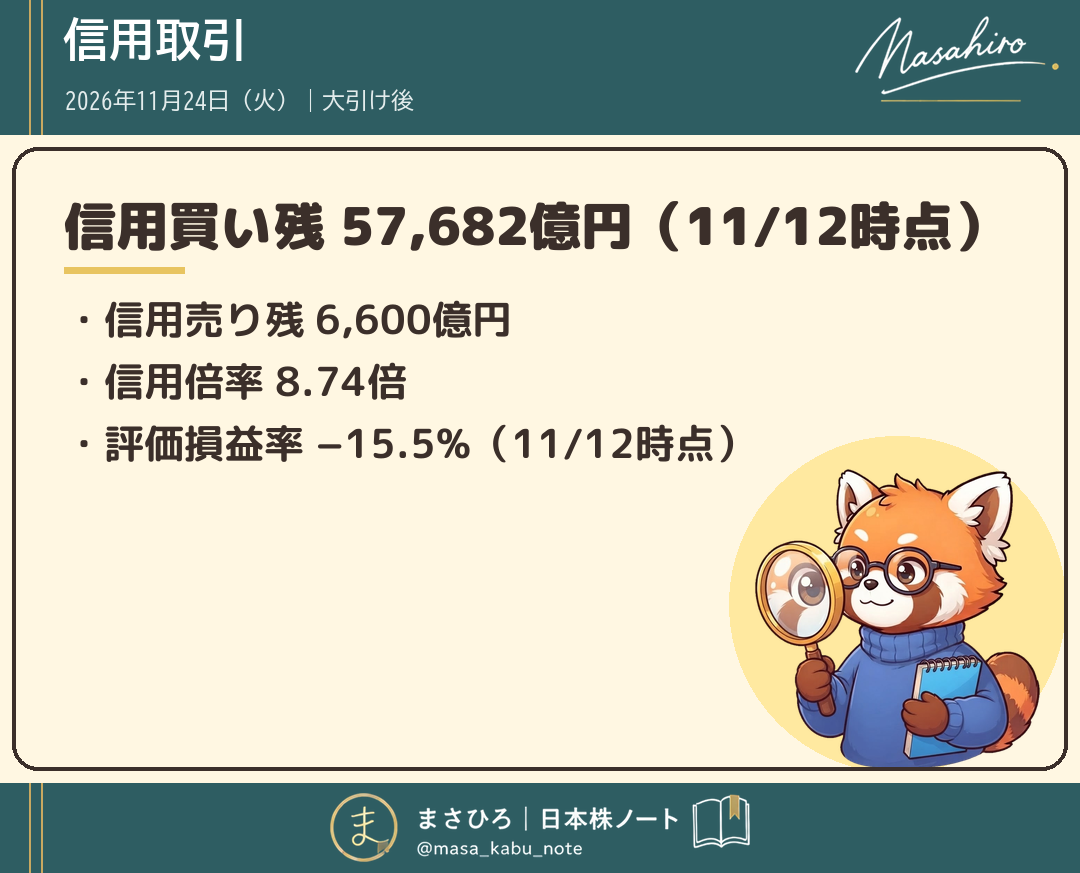 信用取引
Masahiro
2026年11月24日（火）｜大引け後
信用買い残 57,682億円（11/12時点）
・信用売り残 6,600億円
・信用倍率 8.74倍
・評価損益率 −15.5%（11/12時点）
ま
まさひろ｜日本株ノート
@masa_kabu_note